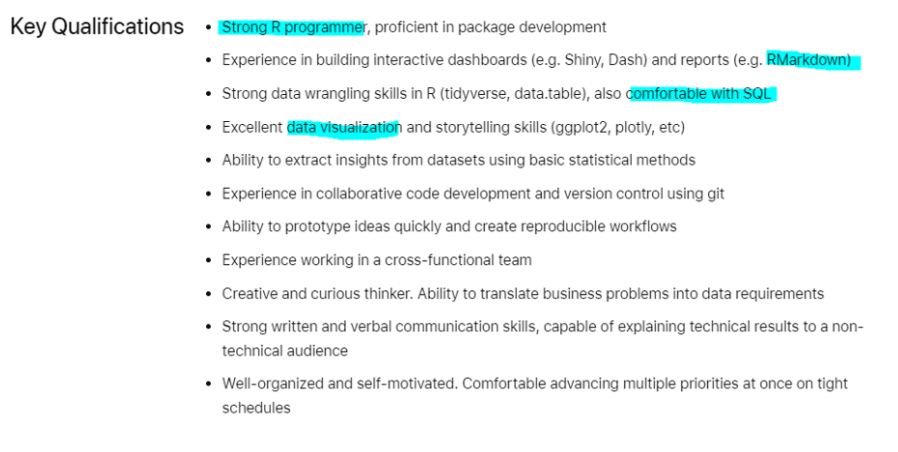 Key Qualifications
• Strong R programmer, proficient in package development
• Experience in building interactive dashboards (e.g. Shiny, Dash) and reports (e.g. RMarkdown)
• Strong data wrangling skills in R (tidyverse, data.table), also comfortable with SQL
• Excellent data visualization and storytelling skills (ggplot2, plotly, etc)
• Ability to extract insights from datasets using basic statistical methods
• Experience in collaborative code development and version control using git
• Ability to prototype ideas quickly and create reproducible workflows
• Experience working in a cross-functional team
• Creative and curious thinker. Ability to translate business problems into data requirements
• Strong written and verbal communication skills, capable of explaining technical results to a non-
technical audience
• Well-organized and self-motivated. Comfortable advancing multiple priorities at once on tight
schedules